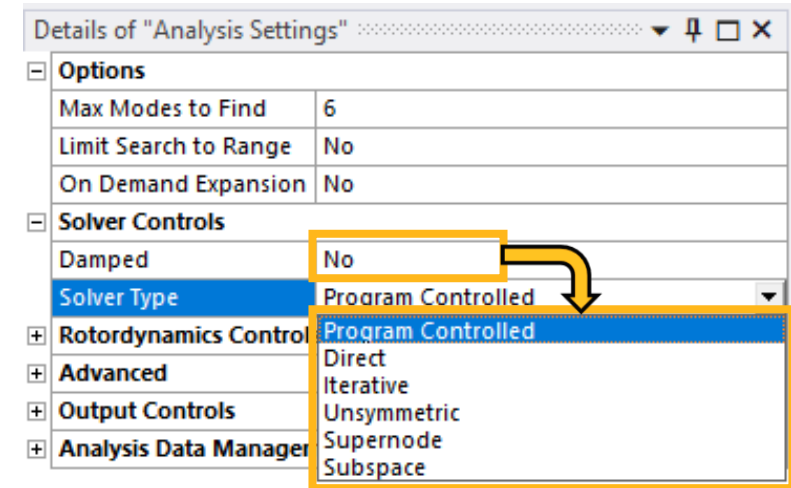 Details of "Analysis Settings"
Options
Max Modes to Find 6
Limit Search to Range No
On Demand Expansion No
Solver Controls
Damped No
Solver Type Program Controlled
Rotordynamics Control Program Controlled
Direct
Advanced
Iterative
Output Controls Unsymmetric
Supernode
Analysis Data Manager
Subspace